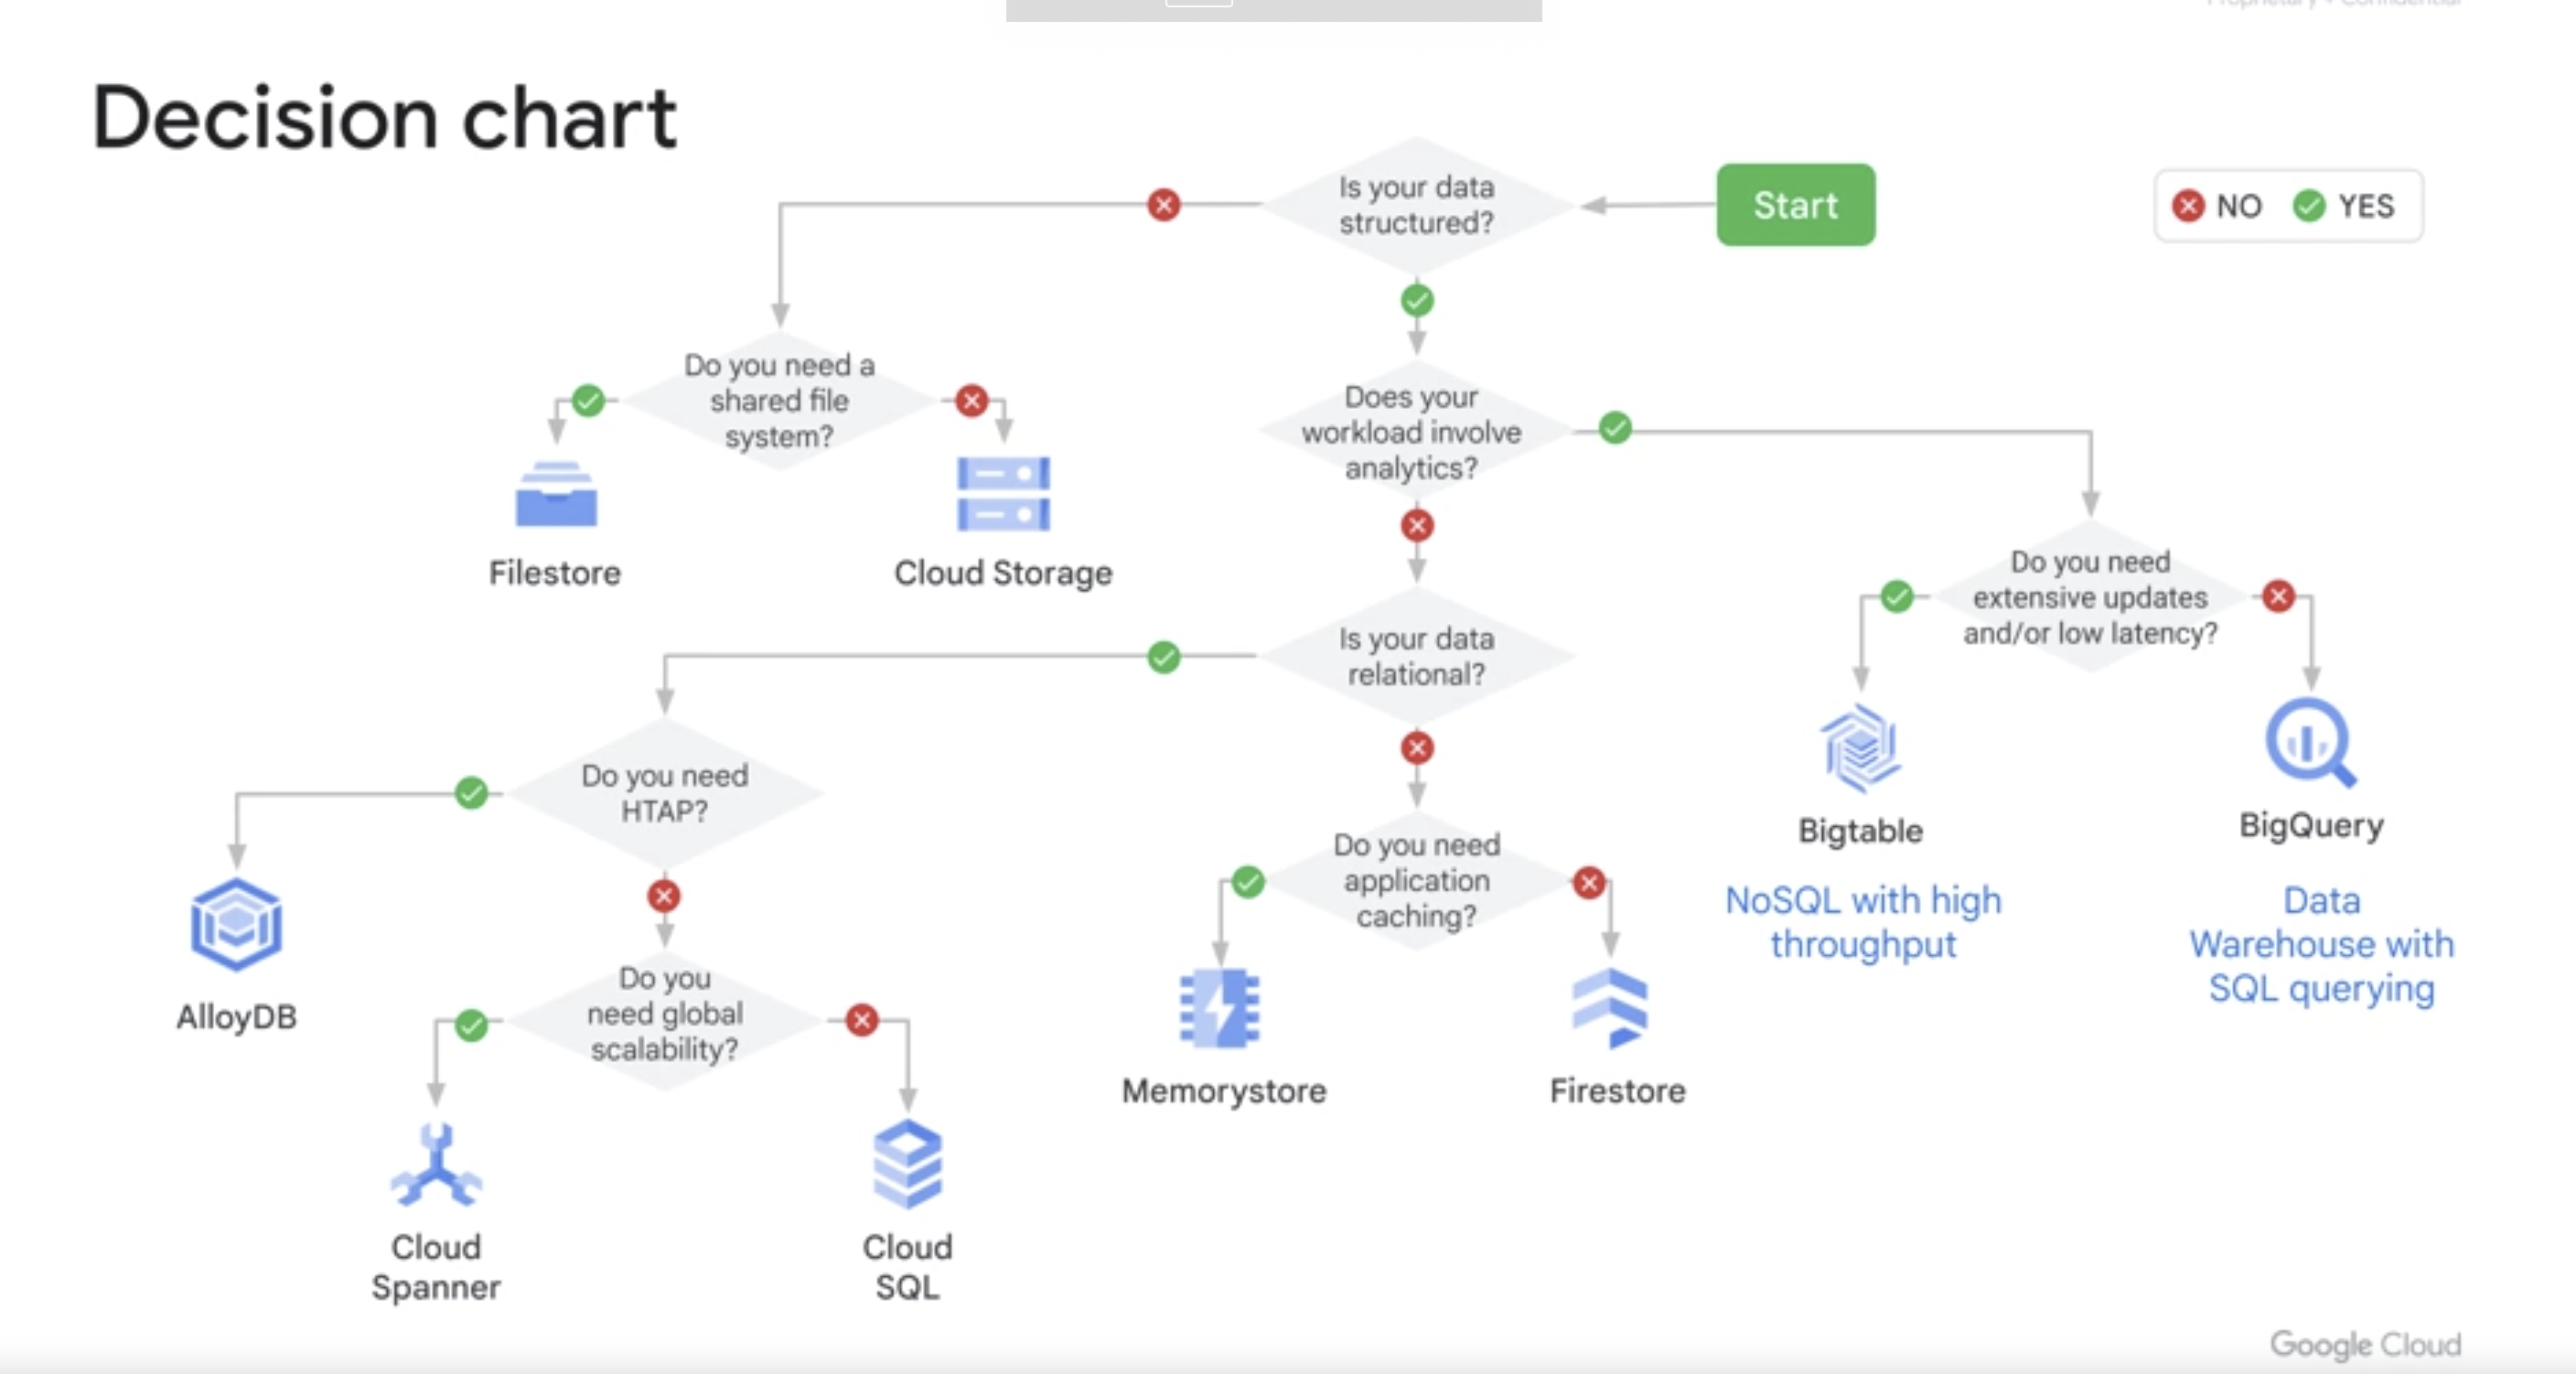 Proprietary + Confidential
Decision chart
Is your data
structured?
Start
NO
YES
Do you need a
shared file
system?
Filestore
Cloud Storage
Does your
workload involve
analytics?
Do you need
extensive updates
and/or low latency?
Bigtable
NoSQL with high
throughput
BigQuery
Data
Warehouse with
SQL querying
Is your data
relational?
Do you need
HTAP?
AlloyDB
Do you
need global
scalability?
Cloud
Spanner
Cloud
SQL
Do you need
application
caching?
Memorystore
Firestore
Google Cloud